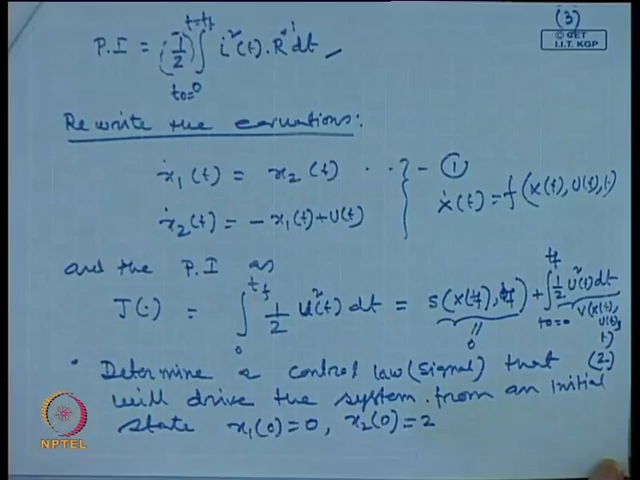 (3)
© CET
I.I.T. KGP
P.I = (1/2) ∫_{t0=0}^{t=tf} i²(t). R dt
Rewrite the equations:
ẋ1(t) = x2(t) .. } - (1)
ẋ2(t) = -x1(t)+u(t) } ẋ(t) = f(x(t), u(t), t)
and the P.I as
J(.) = ∫_0^{tf} 1/2 u²(t) dt = S(x(tf), tf) + ∫_{t0=0}^{tf} 1/2 u²(t) dt
0 V(x(t), u(t), t)
• Determine a control law (signal) that (2)
will drive the system from an initial
state x1(0)=0, x2(0)=2
NPTEL